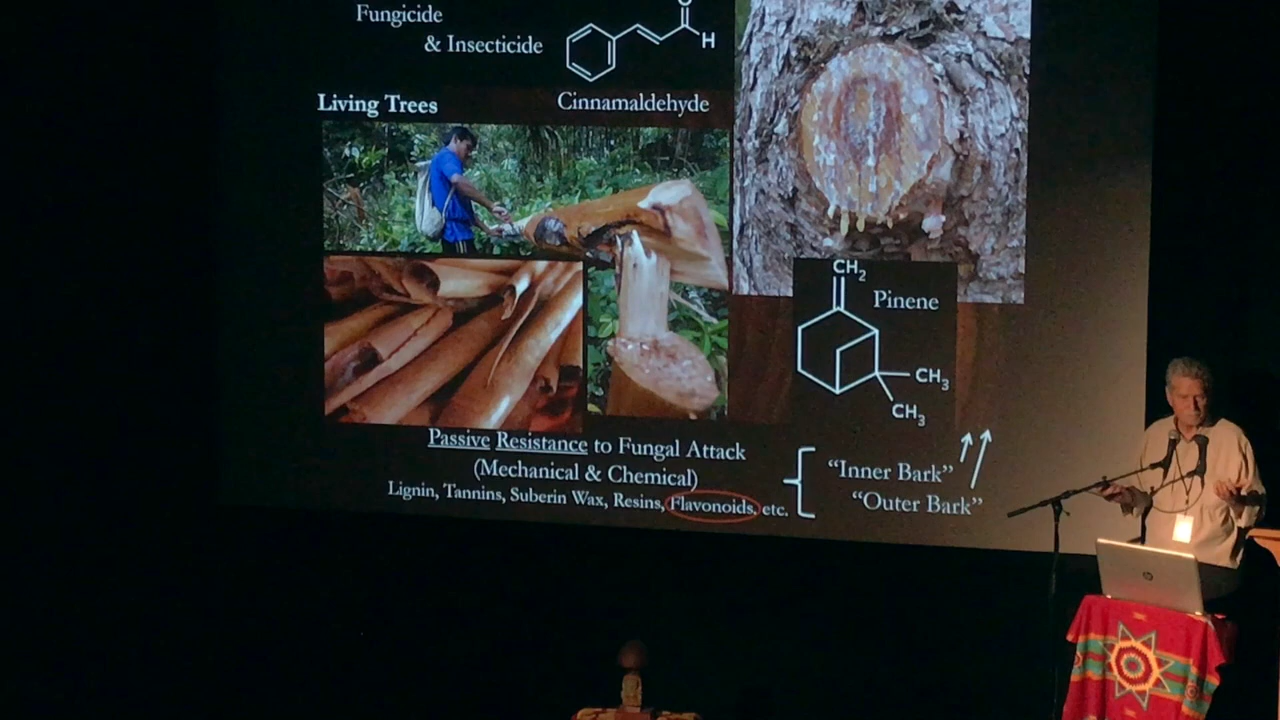 Fungicide
& Insecticide
O
H
Living Trees
Cinnamaldehyde
CH2
Pinene
CH3
CH3
Passive Resistance to Fungal Attack
(Mechanical & Chemical)
Lignin, Tannins, Suberin Wax, Resins, Flavonoids, etc.
"Inner Bark"
"Outer Bark"
hp